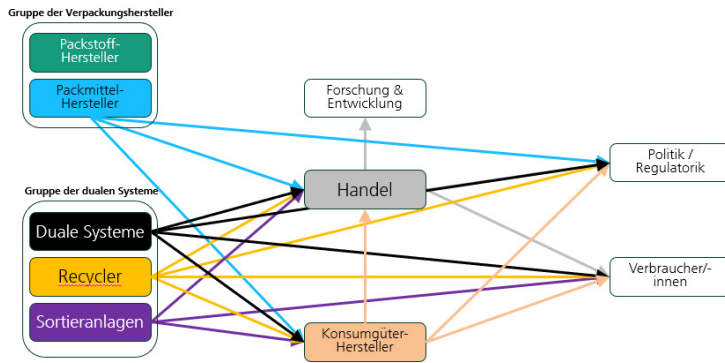 Gruppe der Verpackungshersteller
Packstoff-
Hersteller
Packmittel-
Hersteller
Forschung &
Entwicklung
Politik /
Regulatorik
Handel
Gruppe der dualen Systeme
Duale Systeme
Recycler
Sortieranlagen
Verbraucher/-
innen
Konsumgüter-
Hersteller